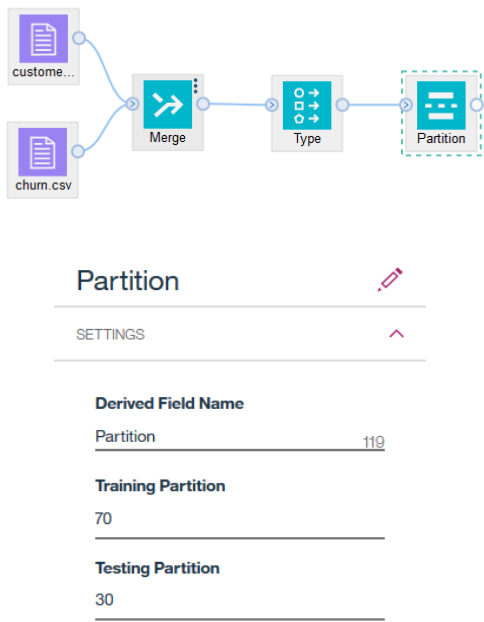 custome...
churn.csv
Merge
Type
Partition
Partition
SETTINGS
Derived Field Name
Partition 119
Training Partition
70
Testing Partition
30